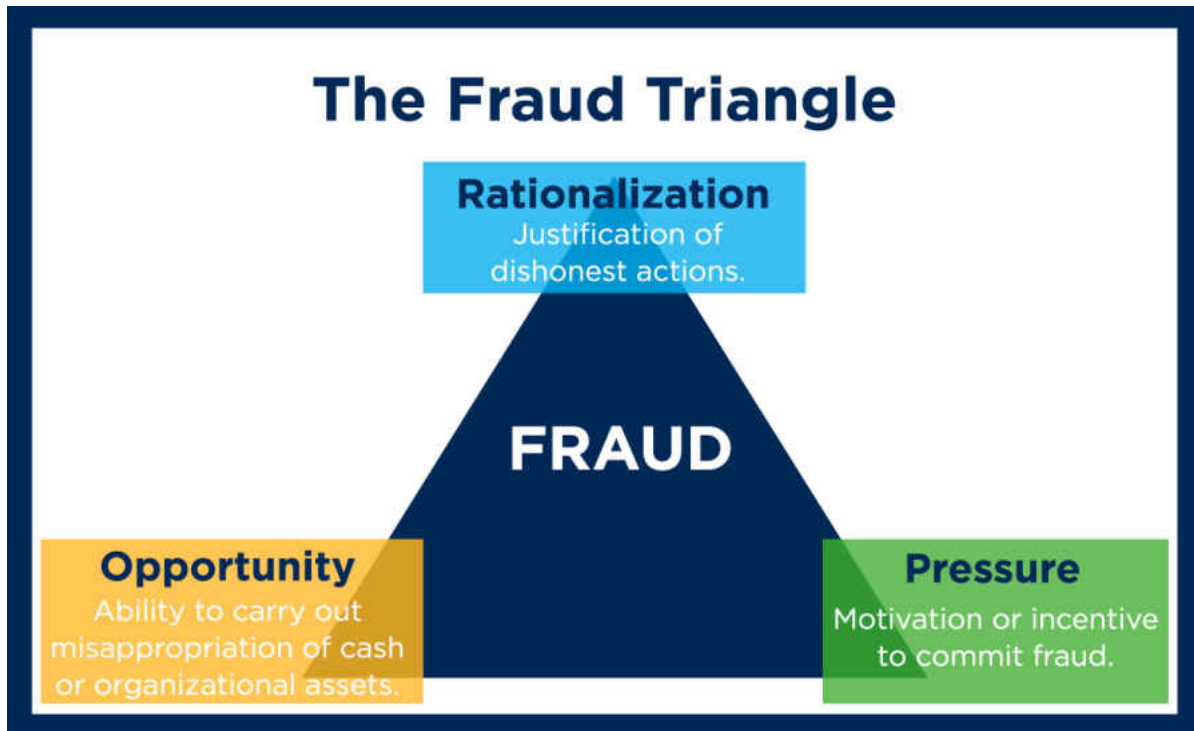 The Fraud Triangle
Rationalization
Justification of
dishonest actions.
FRAUD
Opportunity
Ability to carry out
misappropriation of cash
or organizational assets.
Pressure
Motivation or incentive
to commit fraud.